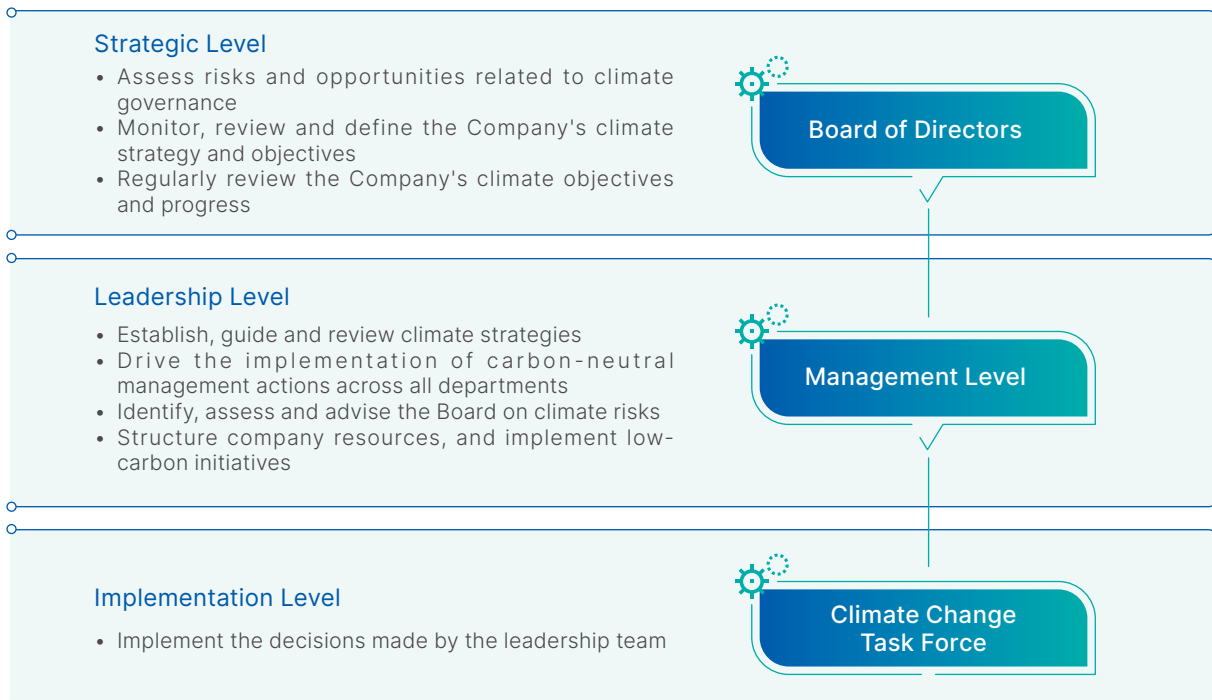 Strategic Level
• Assess risks and opportunities related to climate
governance
• Monitor, review and define the Company's climate
strategy and objectives
• Regularly review the Company's climate objectives
and progress
Board of Directors
Leadership Level
• Establish, guide and review climate strategies
• Drive the implementation of carbon-neutral
management actions across all departments
• Identify, assess and advise the Board on climate risks
• Structure company resources, and implement low-
carbon initiatives
Management Level
Implementation Level
• Implement the decisions made by the leadership team
Climate Change
Task Force